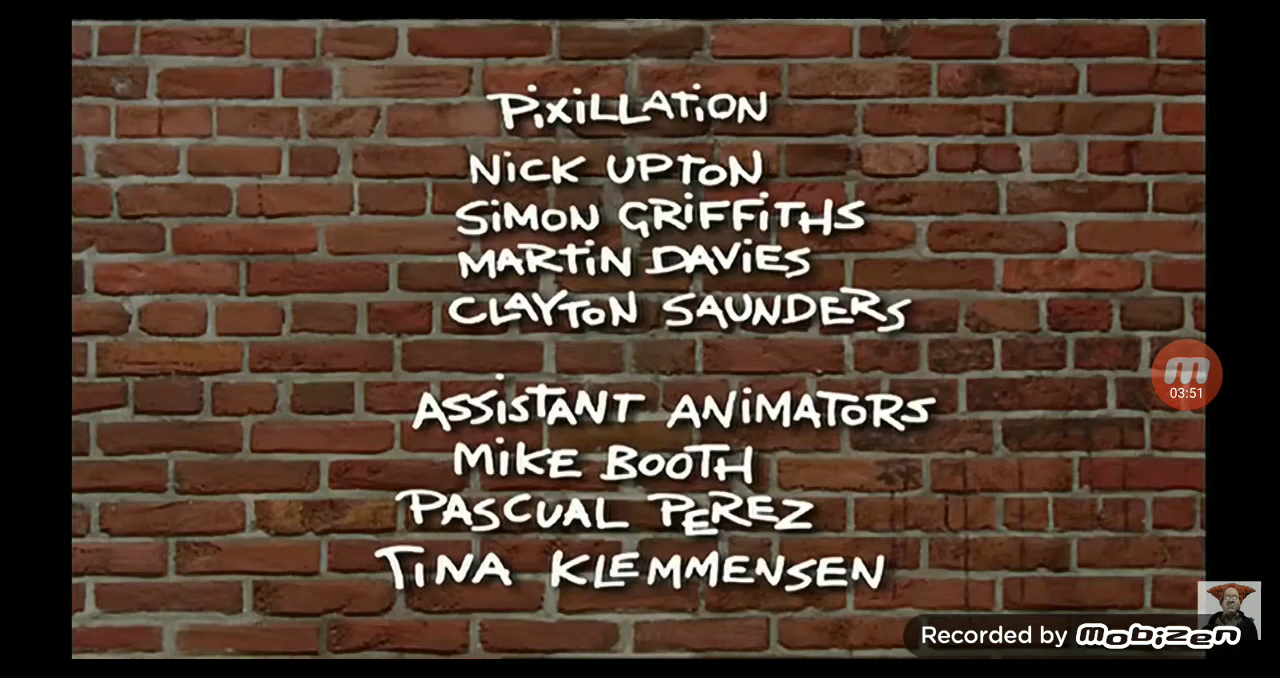 PiXiLLATiON
NiCK UPTON
SiMON GRiFFiTHS
MARTiN DAViES
CLAYTON SAUNDERS
ASSiSTANT ANiMATORS
MiKE BOOTH
PASCUAL PEREZ
TiNA KLEMMENSEN
03:51
Recorded by mobizen